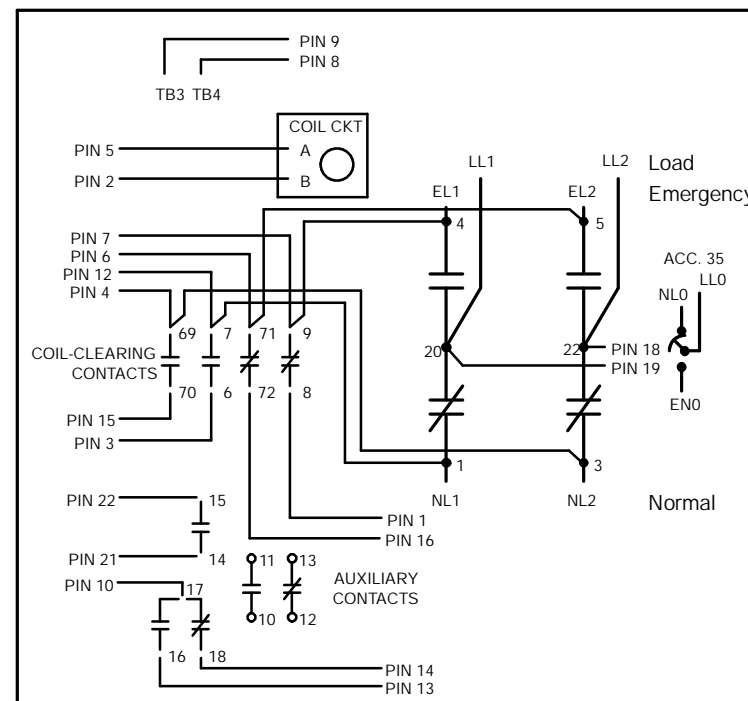 PIN 9
PIN 8
TB3 TB4
COIL CKT
PIN 5 A
PIN 2 B
LL1 LL2 Load
EL1 EL2 Emergency
4 5
PIN 7
PIN 6
PIN 12
PIN 4
ACC. 35
LL0
NL0
69 7 71 9
20 22 PIN 18
PIN 19
COIL-CLEARING
CONTACTS
70 6 72 8
EN0
PIN 15
PIN 3
1 3
NL1 NL2 Normal
PIN 22 15
PIN 1
PIN 16
PIN 21 14
11 13
AUXILIARY
CONTACTS
PIN 10 17
10 12
16 18
PIN 14
PIN 13